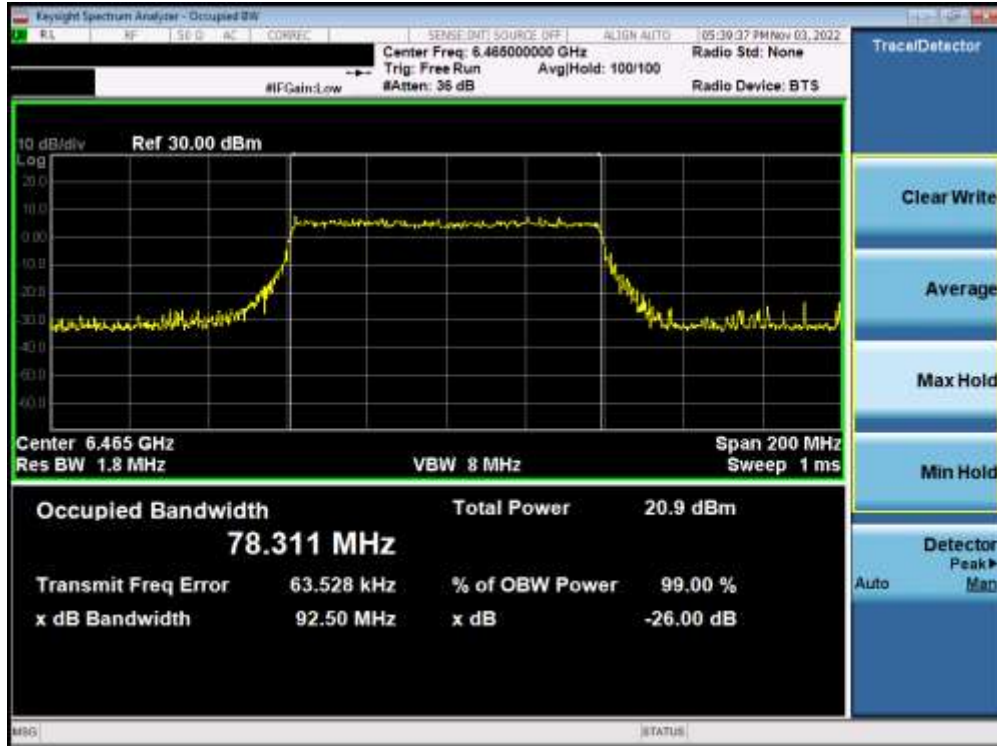 Keysight Spectrum Analyzer - Occupied BW
RL RF 50 Ω AC CORREC SENSE:INT SOURCE OFF ALIGN AUTO 05:39:37 PM Nov 03, 2022
Center Freq: 6.465000000 GHz Radio Std: None
Trig: Free Run Avg|Hold: 100/100
#IFGain:Low #Atten: 36 dB Radio Device: BTS
Trace/Detector
10 dB/div Ref 30.00 dBm
Log
20.0
10.0
0.00
-10.0
-20.0
-30.0
-40.0
-50.0
-60.0
Center 6.465 GHz Span 200 MHz
Res BW 1.8 MHz VBW 8 MHz Sweep 1 ms
Occupied Bandwidth Total Power 20.9 dBm
78.311 MHz
Transmit Freq Error 63.528 kHz % of OBW Power 99.00 %
x dB Bandwidth 92.50 MHz x dB -26.00 dB
Clear Write
Average
Max Hold
Min Hold
Detector
Peak▶
Auto Man
MSG STATUS